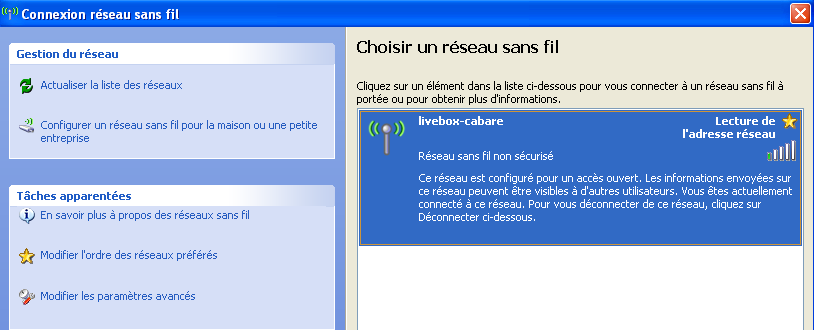 Connexion réseau sans fil
Gestion du réseau
Actualiser la liste des réseaux
Configurer un réseau sans fil pour la maison ou une petite
entreprise
Tâches apparentées
En savoir plus à propos des réseaux sans fil
Modifier l'ordre des réseaux préférés
Modifier les paramètres avancés
Choisir un réseau sans fil
Cliquez sur un élément dans la liste ci-dessous pour vous connecter à un réseau sans fil à
portée ou pour obtenir plus d'informations.
livebox-cabare
Lecture de
l'adresse réseau
Réseau sans fil non sécurisé
Ce réseau est configuré pour un accès ouvert. Les informations envoyées sur
ce réseau peuvent être visibles à d'autres utilisateurs. Vous êtes actuellement
connecté à ce réseau. Pour vous déconnecter de ce réseau, cliquez sur
Déconnecter ci-dessous.